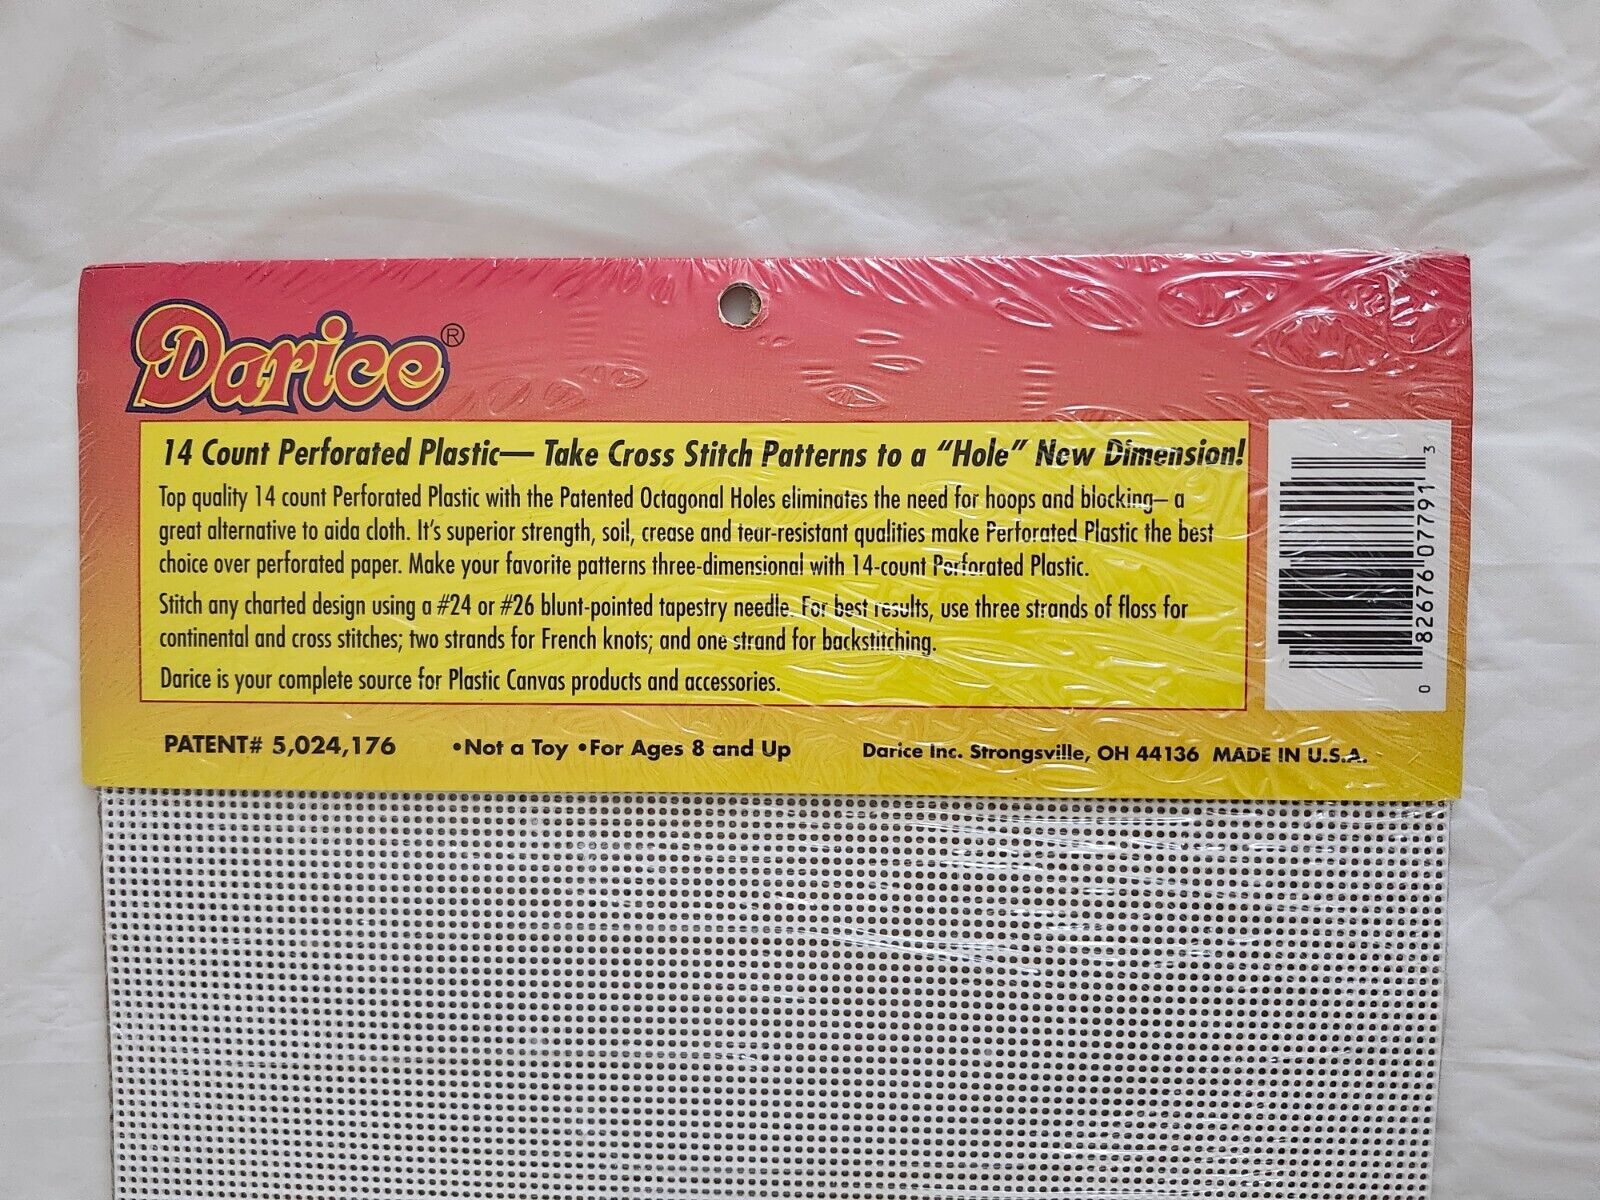 Darice®
14 Count Perforated Plastic— Take Cross Stitch Patterns to a “Hole” New Dimension!
Top quality 14 count Perforated Plastic with the Patented Octagonal Holes eliminates the need for hoops and blocking— a
great alternative to aida cloth. It's superior strength, soil, crease and tear-resistant qualities make Perforated Plastic the best
choice over perforated paper. Make your favorite patterns three-dimensional with 14-count Perforated Plastic.
Stitch any charted design using a #24 or #26 blunt-pointed tapestry needle. For best results, use three strands of floss for
continental and cross stitches; two strands for French knots; and one strand for backstitching.
Darice is your complete source for Plastic Canvas products and accessories.
0 82676 07791 3
PATENT# 5,024,176 •Not a Toy •For Ages 8 and Up Darice Inc. Strongsville, OH 44136 MADE IN U.S.A.